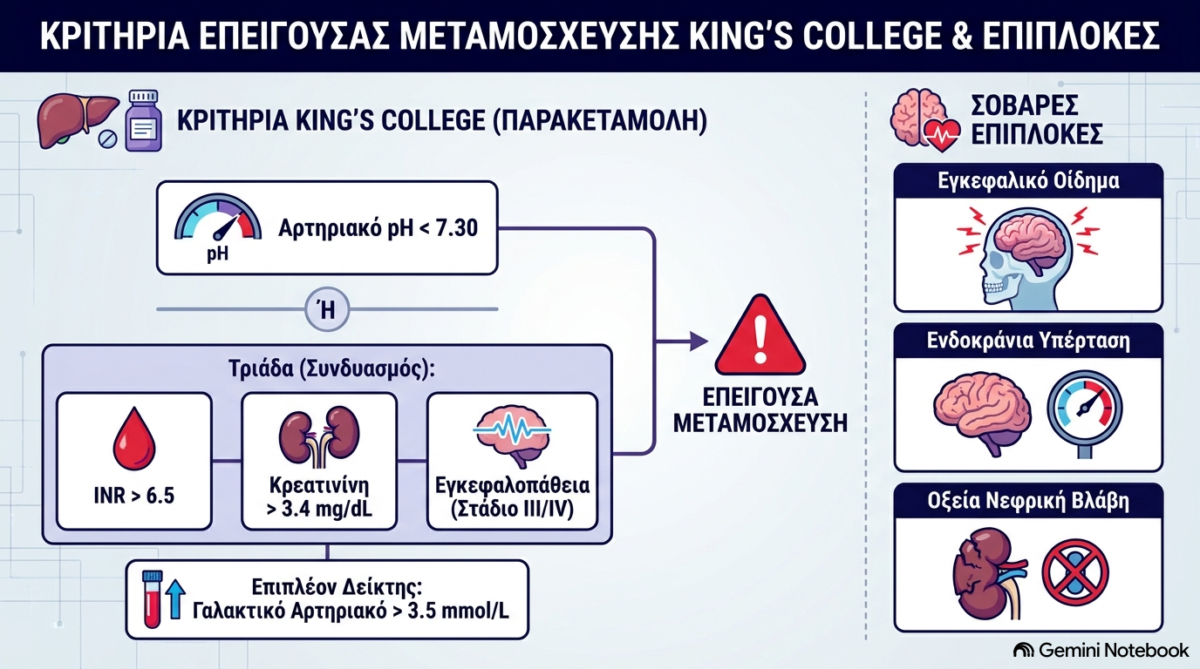 ΚΡΙΤΗΡΙΑ ΕΠΕΙΓΟΥΣΑΣ ΜΕΤΑΜΟΣΧΕΥΣΗΣ KING'S COLLEGE & ΕΠΙΠΛΟΚΕΣ
ΚΡΙΤΗΡΙΑ KING'S COLLEGE (ΠΑΡΑΚΕΤΑΜΟΛΗ)
pH
Αρτηριακό pH < 7.30
Ή
Τριάδα (Συνδυασμός):
INR > 6.5
Κρεατινίνη
> 3.4 mg/dL
Εγκεφαλοπάθεια
(Στάδιο III/IV)
Επιπλέον Δείκτης:
Γαλακτικό Αρτηριακό > 3.5 mmol/L
ΕΠΕΙΓΟΥΣΑ
ΜΕΤΑΜΟΣΧΕΥΣΗ
ΣΟΒΑΡΕΣ
ΕΠΙΠΛΟΚΕΣ
Εγκεφαλικό Οίδημα
Ενδοκράνια Υπέρταση
Οξεία Νεφρική Βλάβη
Gemini Notebook